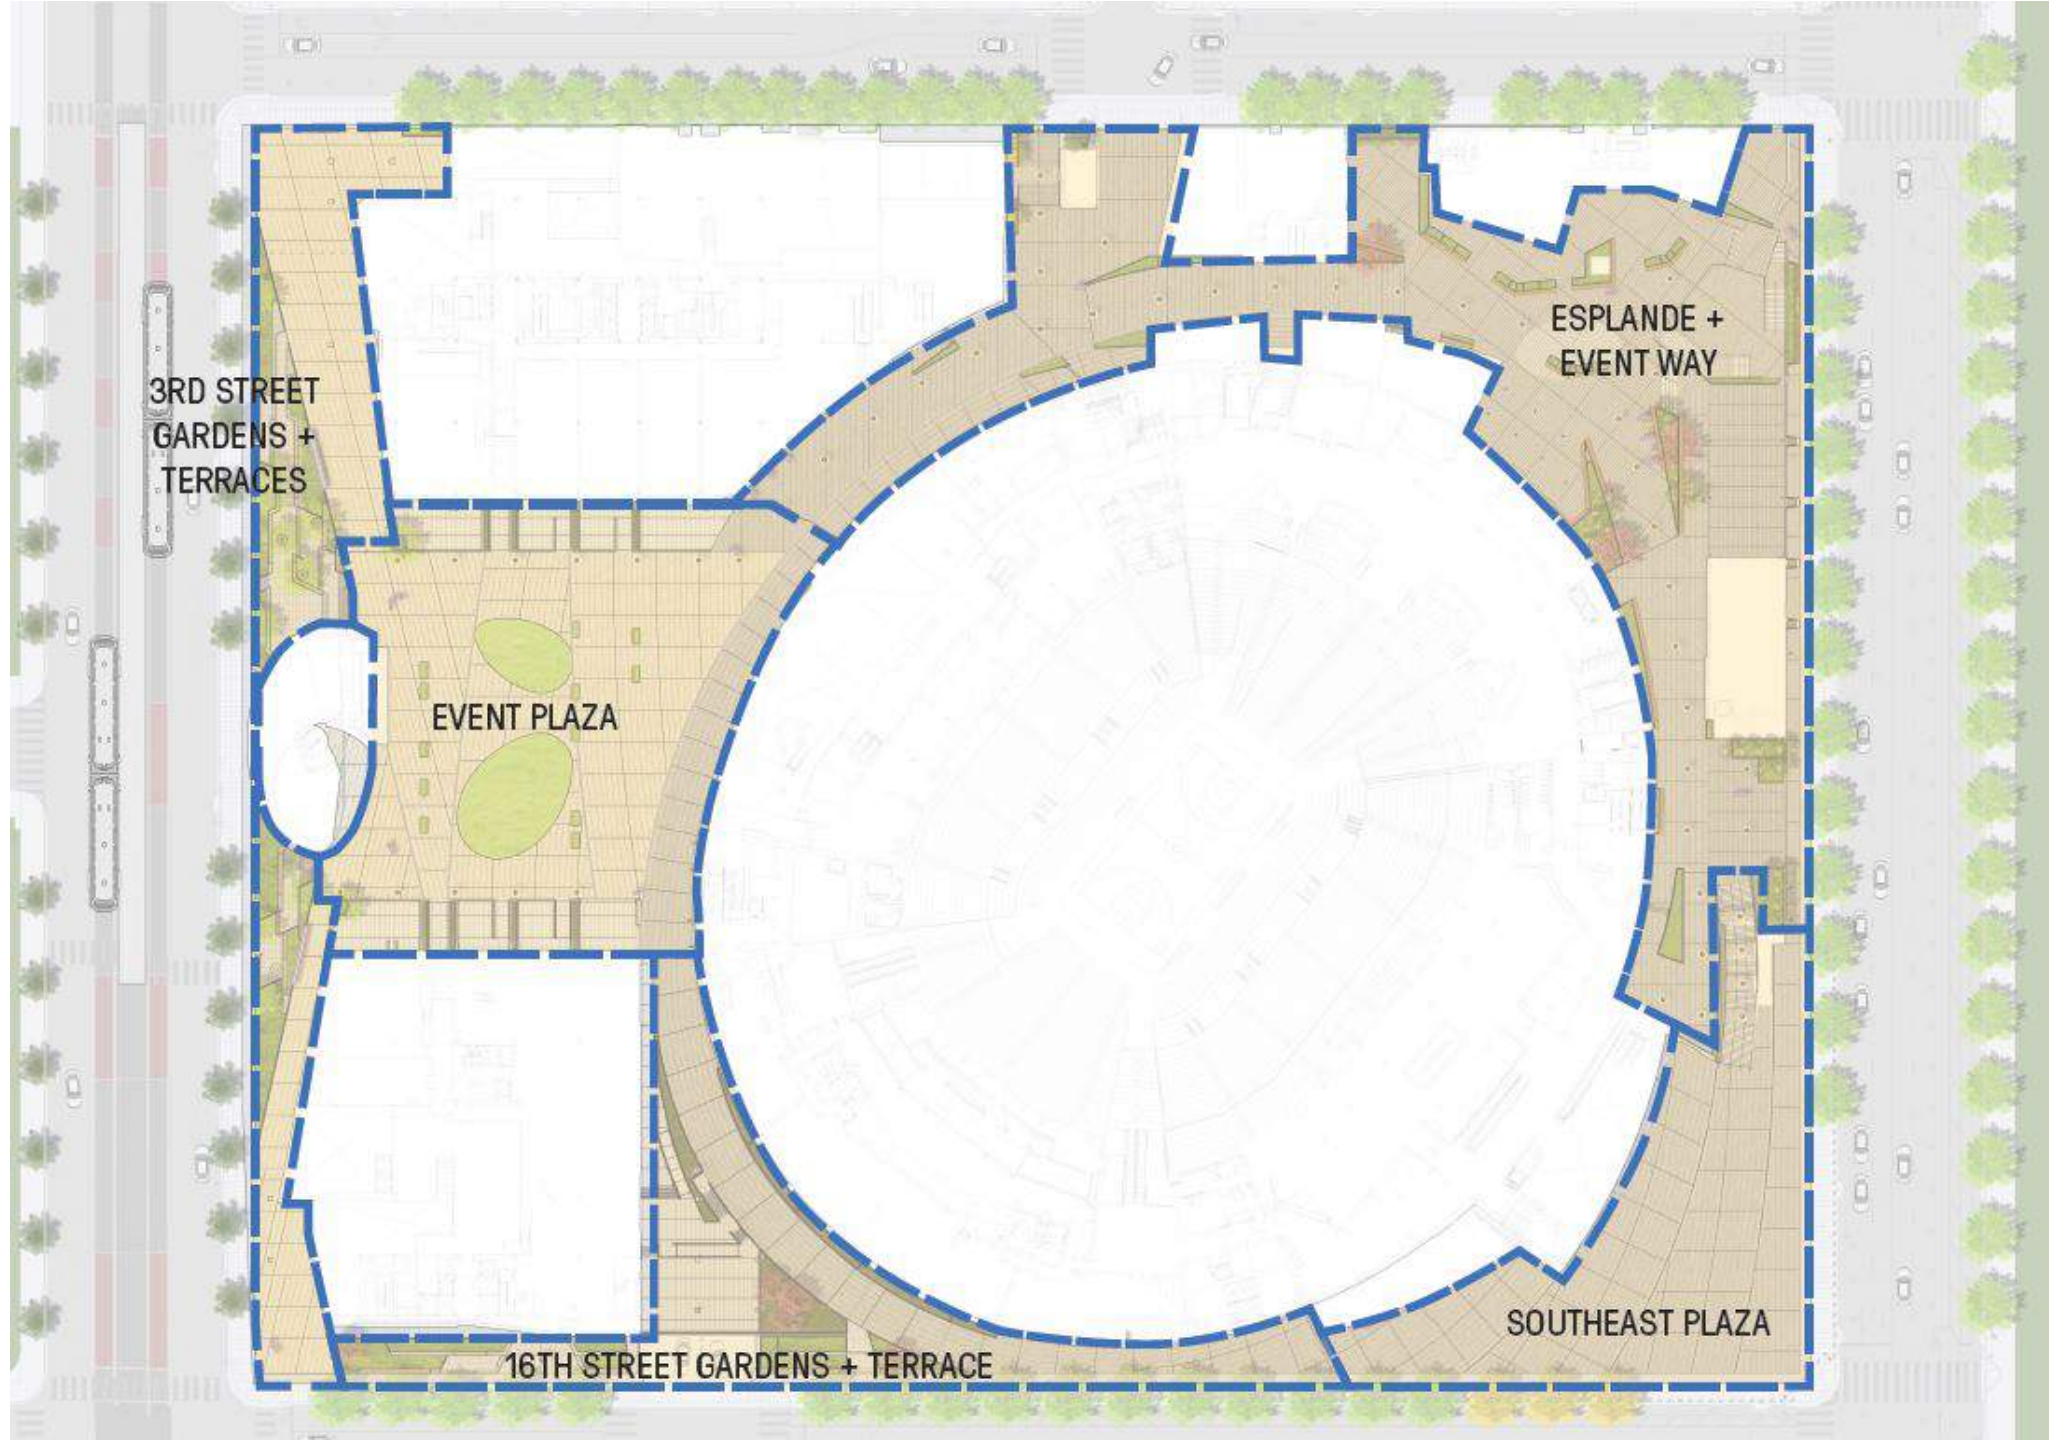 ESPLANDE +
EVENT WAY
3RD STREET
GARDENS +
TERRACES
EVENT PLAZA
SOUTHEAST PLAZA
16TH STREET GARDENS + TERRACE